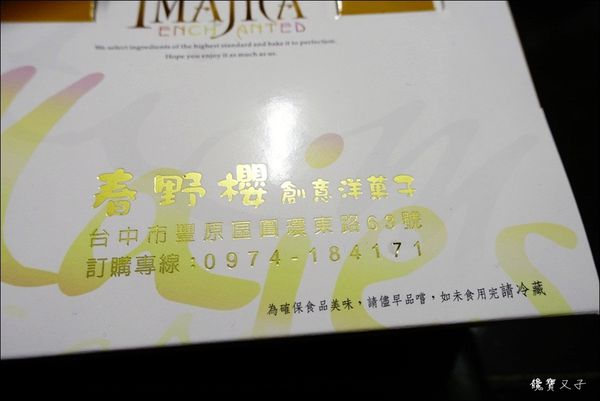 IMAJICA
ENCHANTED
We select ingredients of the highest standard and bake it to perfection.
Hope you enjoy it as much as us.
春野櫻創意洋菓子
台中市豐原區圓環東路63號
訂購專線：0974-184171
為確保食品美味，請儘早品嚐，如未食用完請冷藏
鑱寶又子